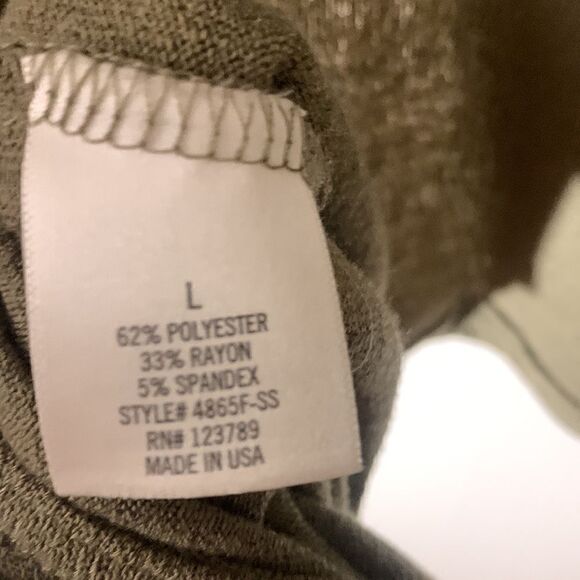 L
62% POLYESTER
33% RAYON
5% SPANDEX
STYLE# 4865F-SS
RN# 123789
MADE IN USA